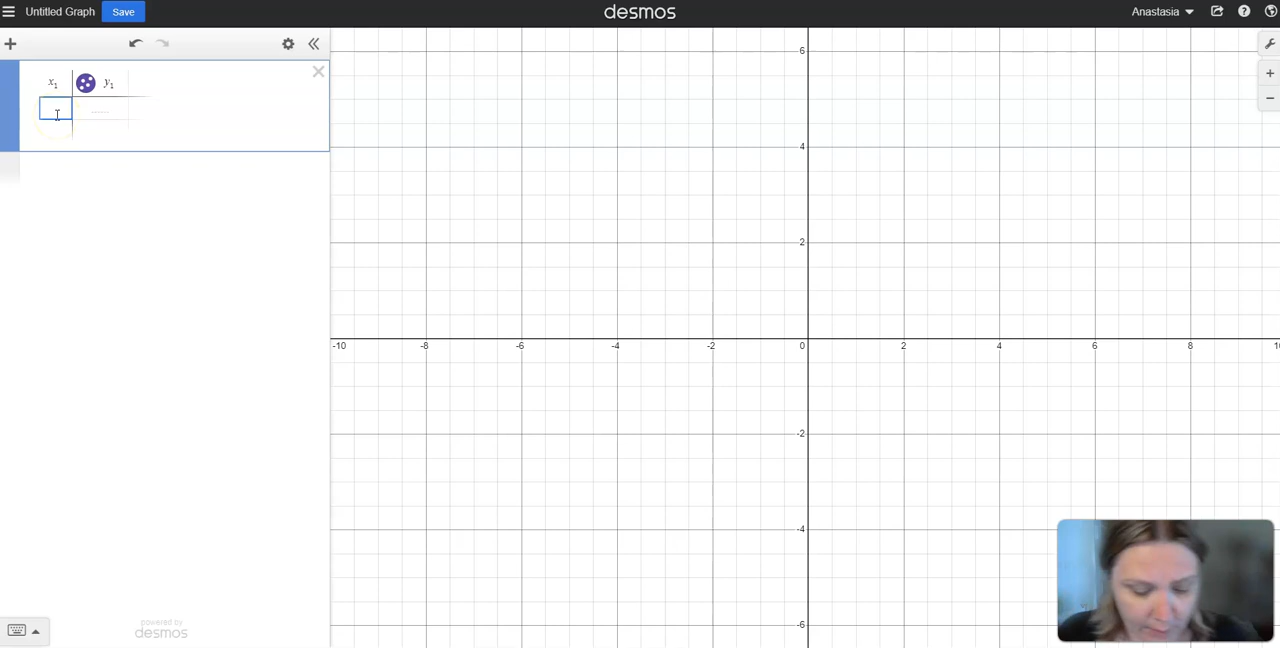 Untitled Graph Save desmos Anastasia
x1 y1
6
4
2
-10 -8 -6 -4 -2 0 2 4 6 8 10
-2
-4
-6
powered by
desmos